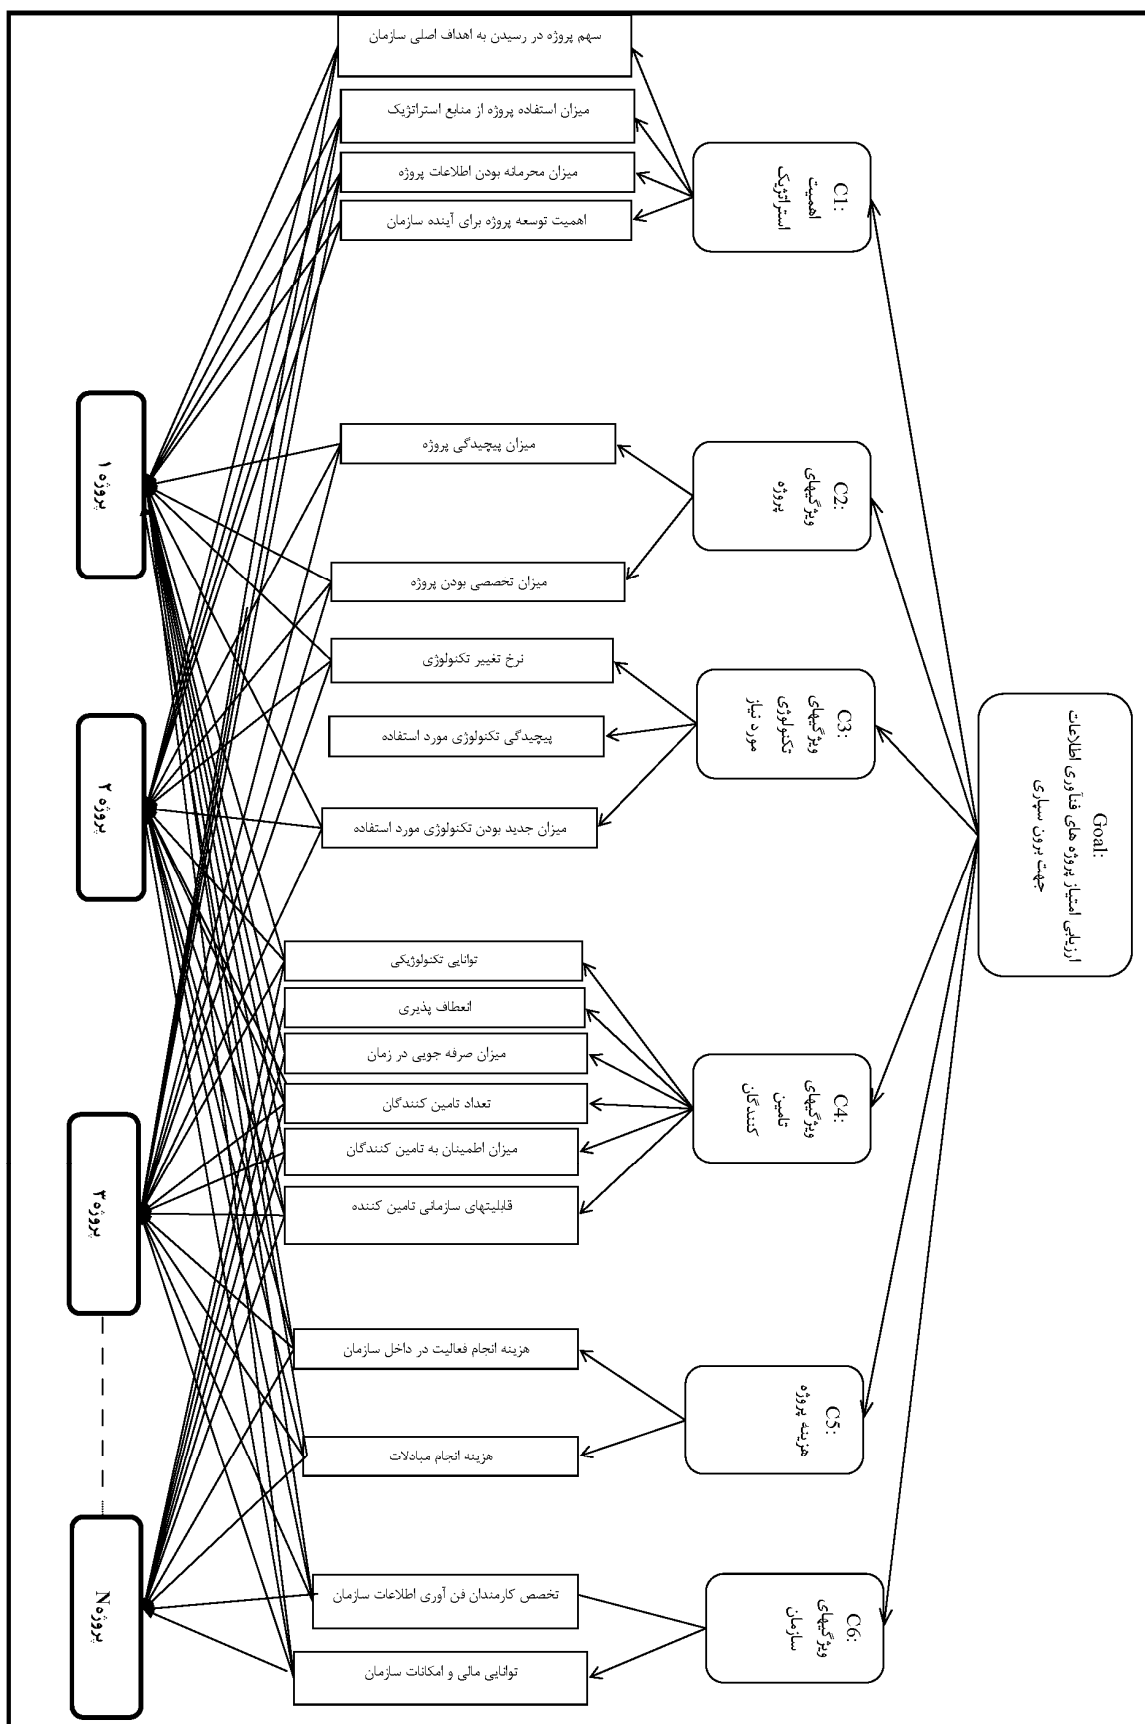 Goal:
ارزیابی امتیاز پروژه های فنآوری اطلاعات
جهت برون سپاری
C1:
اهمیت
استراتژیک
C2:
ویژگیهای
پروژه
C3:
ویژگیهای
تکنولوژی
مورد نیاز
C4:
ویژگیهای
تامین
کنندگان
C5:
هزینه پروژه
C6:
ویژگیهای
سازمان
سهم پروژه در رسیدن به اهداف اصلی سازمان
میزان استفاده پروژه از منابع استراتژیک
میزان محرمانه بودن اطلاعات پروژه
اهمیت توسعه پروژه برای آینده سازمان
میزان پیچیدگی پروژه
میزان تخصصی بودن پروژه
نرخ تغییر تکنولوژی
پیچیدگی تکنولوژی مورد استفاده
میزان جدید بودن تکنولوژی مورد استفاده
توانایی تکنولوژیکی
انعطاف پذیری
میزان صرفه جویی در زمان
تعداد تامین کنندگان
میزان اطمینان به تامین کنندگان
قابلیتهای سازمانی تامین کننده
هزینه انجام فعالیت در داخل سازمان
هزینه انجام مبادلات
تخصص کارمندان فن آوری اطلاعات سازمان
توانایی مالی و امکانات سازمان
پروژه ۱
پروژه ۲
پروژه ۳
پروژه N